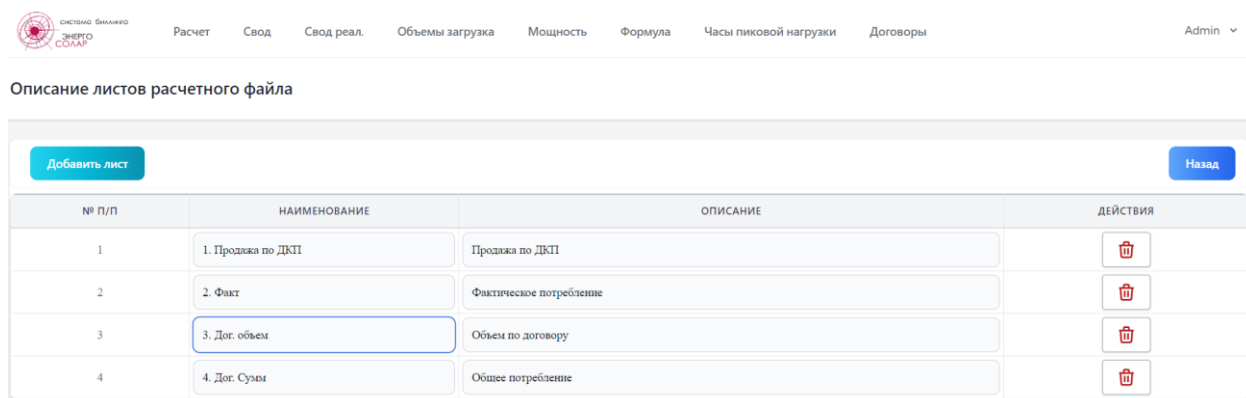 система биллинга
ЭНЕРГО
СОЛАР
Расчет Свод Свод реал. Объемы загрузка Мощность Формула Часы пиковой нагрузки Договоры Admin
Описание листов расчетного файла
Добавить лист Назад
№ П/П НАИМЕНОВАНИЕ ОПИСАНИЕ ДЕЙСТВИЯ
1 1. Продажа по ДКП Продажа по ДКП
2 2. Факт Фактическое потребление
3 3. Дог. объем Объем по договору
4 4. Дог. Сумм Общее потребление